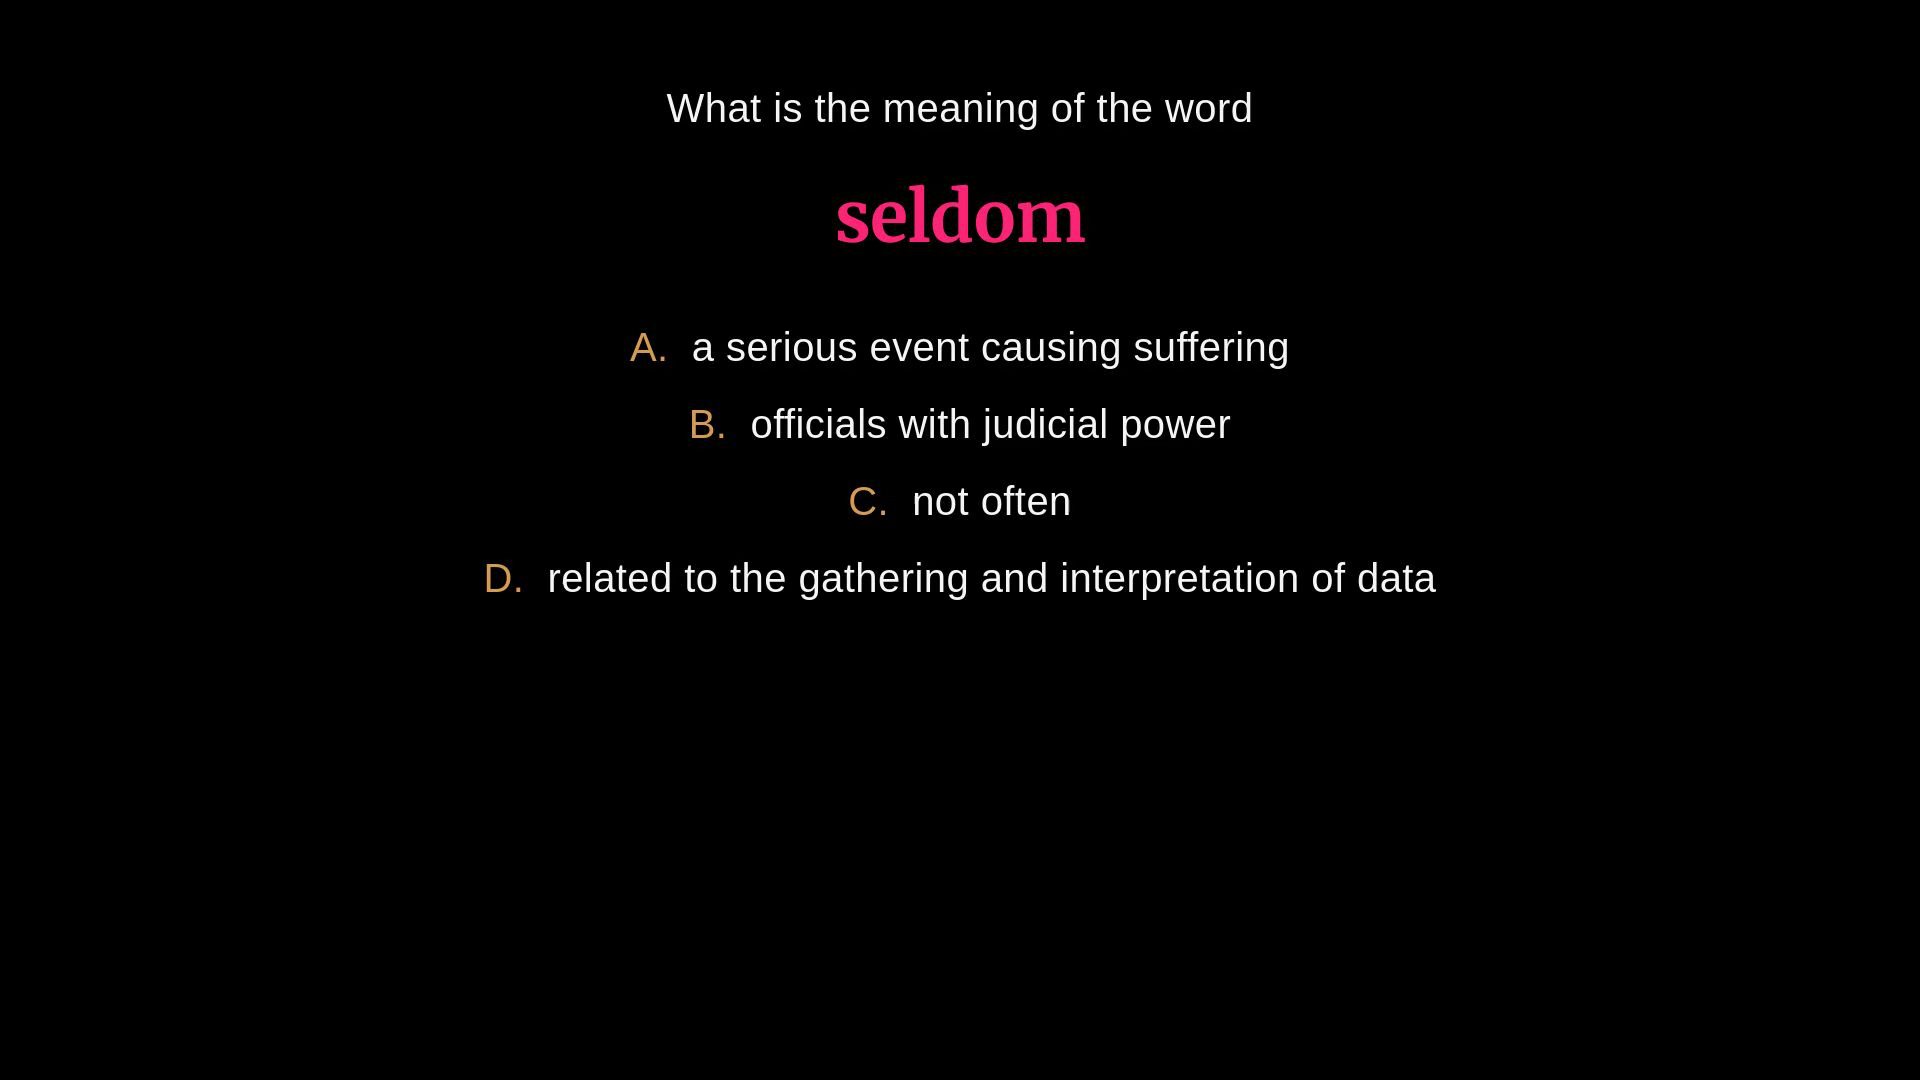 What is the meaning of the word
seldom
A. a serious event causing suffering
B. officials with judicial power
C. not often
D. related to the gathering and interpretation of data